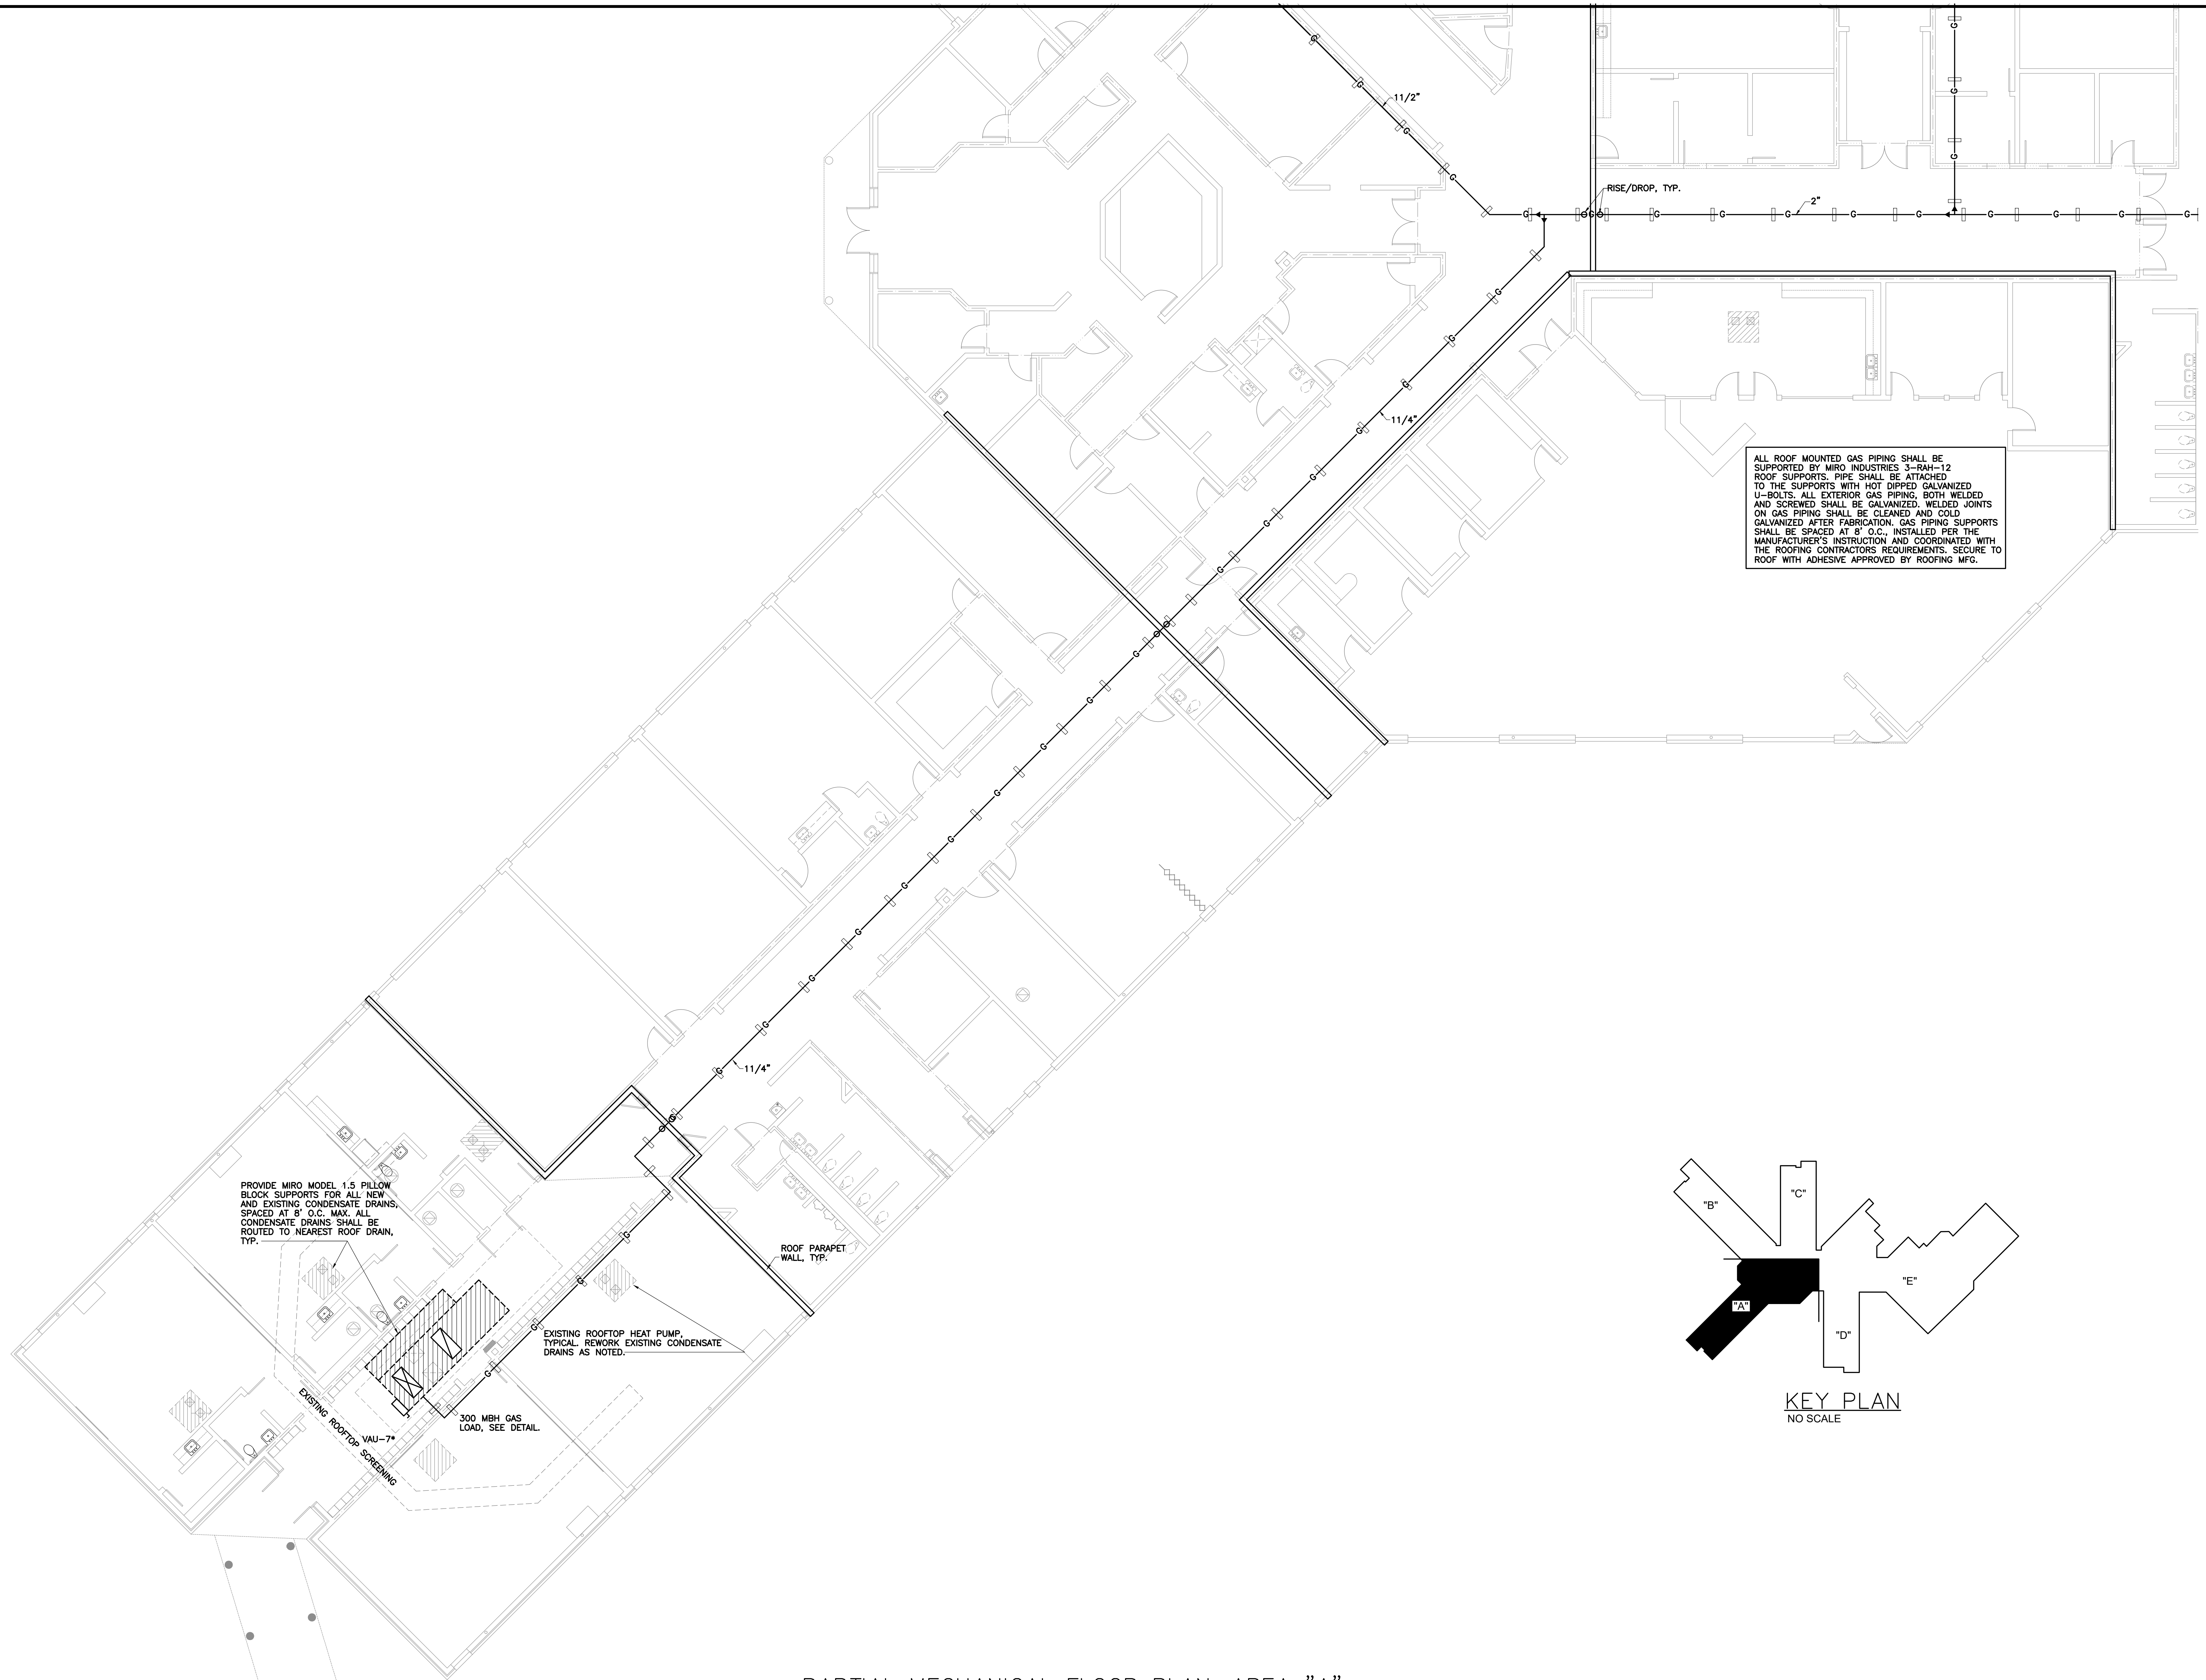 11/2"
RISE/DROP, TYP.
2"
11/4"
ALL ROOF MOUNTED GAS PIPING SHALL BE
SUPPORTED BY MIRO INDUSTRIES 3-RAH-12
ROOF SUPPORTS. PIPE SHALL BE ATTACHED
TO THE SUPPORTS WITH HOT DIPPED GALVANIZED
U-BOLTS. ALL EXTERIOR GAS PIPING, BOTH WELDED
AND SCREWED SHALL BE GALVANIZED. WELDED JOINTS
ON GAS PIPING SHALL BE CLEANED AND COLD
GALVANIZED AFTER FABRICATION. GAS PIPING SUPPORTS
SHALL BE SPACED AT 8' O.C., INSTALLED PER THE
MANUFACTURER'S INSTRUCTION AND COORDINATED WITH
THE ROOFING CONTRACTORS REQUIREMENTS. SECURE TO
ROOF WITH ADHESIVE APPROVED BY ROOFING MFG.
11/4"
PROVIDE MIRO MODEL 1.5 PILLOW
BLOCK SUPPORTS FOR ALL NEW
AND EXISTING CONDENSATE DRAINS,
SPACED AT 8' O.C. MAX. ALL
CONDENSATE DRAINS SHALL BE
ROUTED TO NEAREST ROOF DRAIN,
TYP.
ROOF PARAPET
WALL, TYP.
EXISTING ROOFTOP HEAT PUMP,
TYPICAL. REWORK EXISTING CONDENSATE
DRAINS AS NOTED.
300 MBH GAS
LOAD, SEE DETAIL.
VAU-7*
EXISTING ROOFTOP SCREENING
"B"
"C"
"E"
"A"
"D"
KEY PLAN
NO SCALE
PARTIAL MECHANICAL FLOOR PLAN AREA "A"